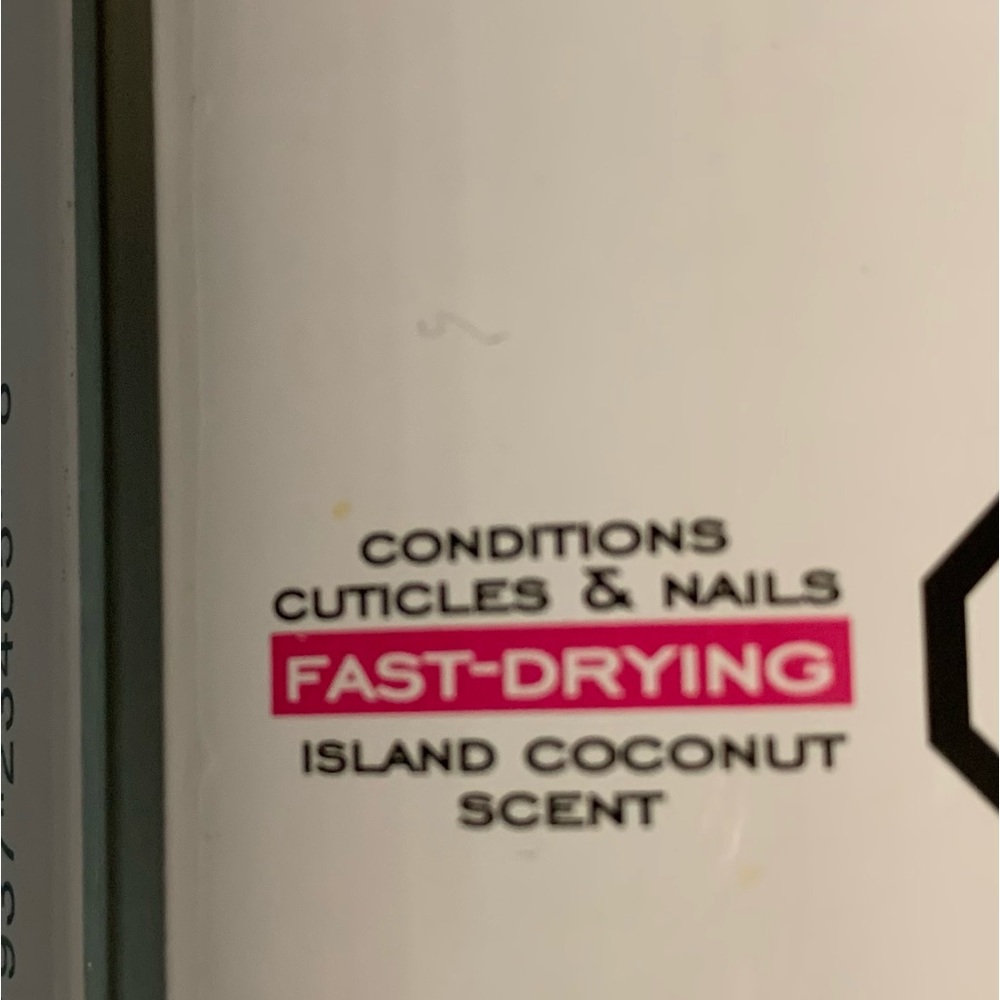 CONDITIONS
CUTICLES & NAILS
FAST-DRYING
ISLAND COCONUT
SCENT